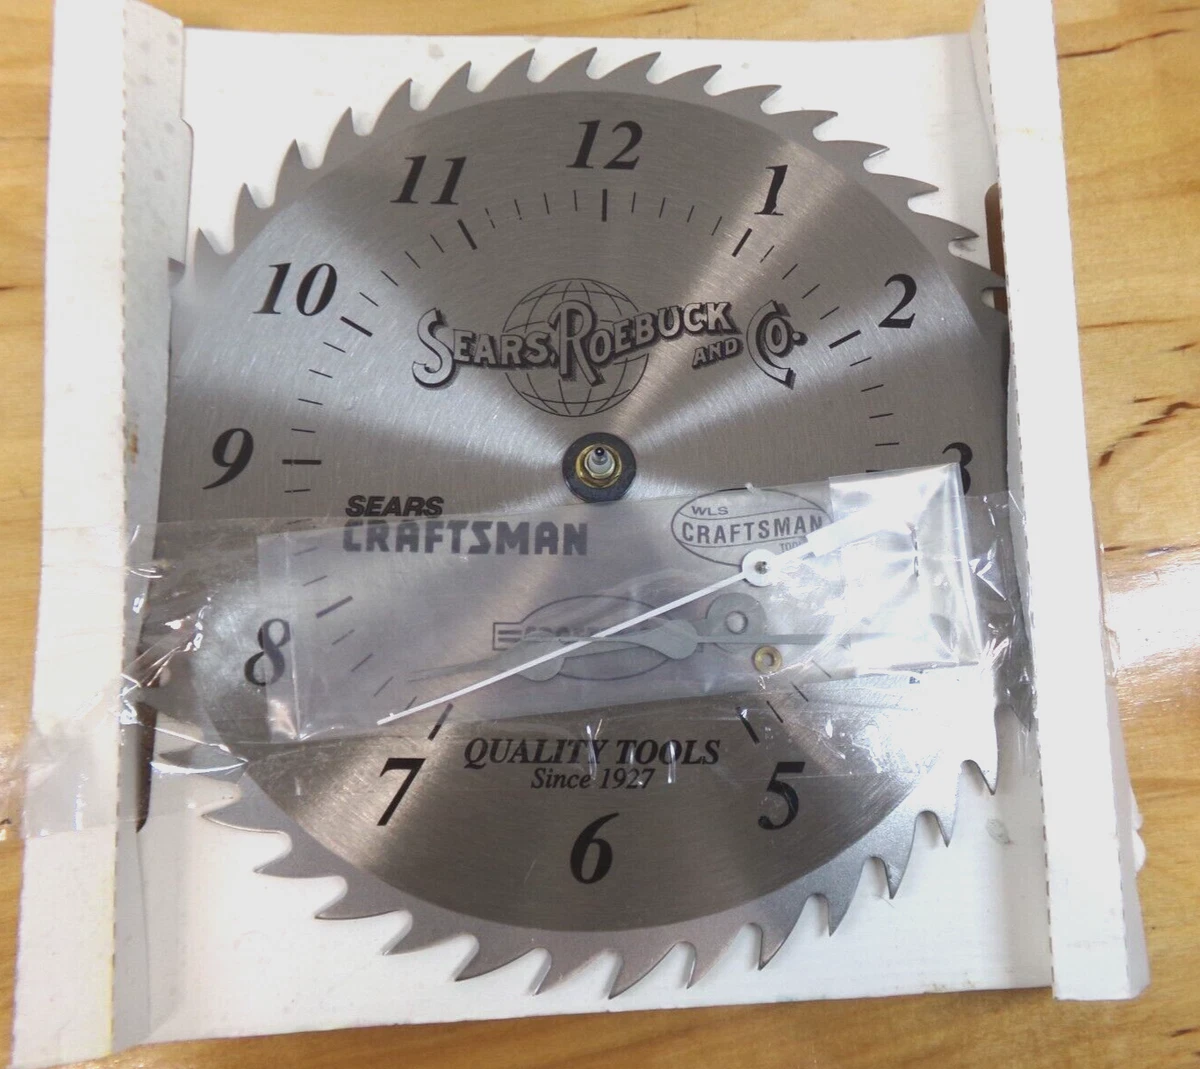 12
11
1
10
2
SEARS, ROEBUCK
AND CO.
9
3
SEARS
CRAFTSMAN
WLS
CRAFTSMAN
8
QUALITY TOOLS
Since 1927
7
5
6